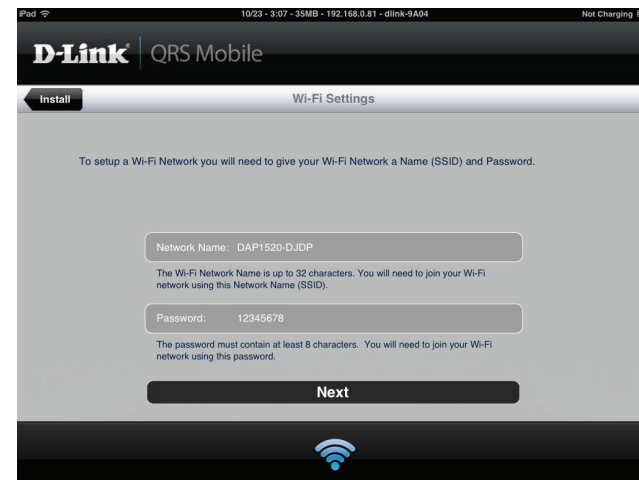 iPad 10/23 - 3:07 - 35MB - 192.168.0.81 - dlink-9A04 Not Charging
D-Link QRS Mobile
Install Wi-Fi Settings
To setup a Wi-Fi Network you will need to give your Wi-Fi Network a Name (SSID) and Password.
Network Name: DAP1520-DJDP
The Wi-Fi Network Name is up to 32 characters. You will need to join your Wi-Fi
network using this Network Name (SSID).
Password: 12345678
The password must contain at least 8 characters. You will need to join your Wi-Fi
network using this password.
Next